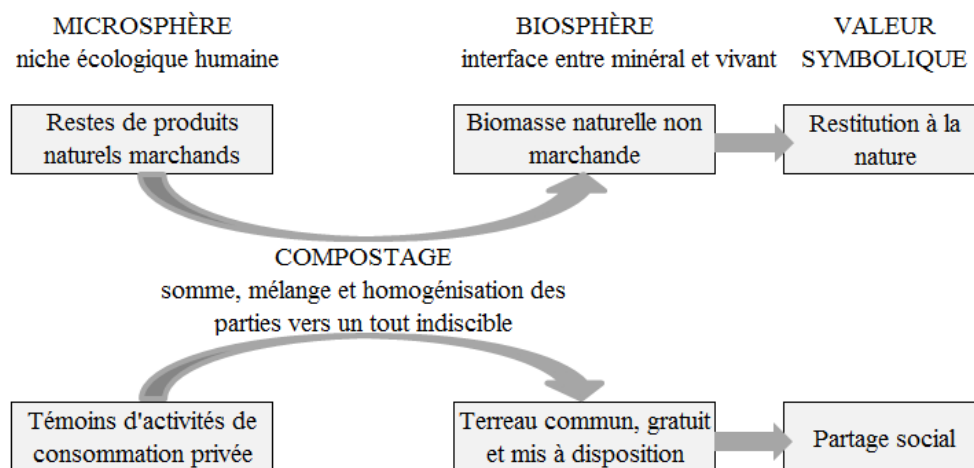 MICROSPHÈRE
niche écologique humaine
BIOSPHÈRE
interface entre minéral et vivant
VALEUR
SYMBOLIQUE
Restes de produits
naturels marchands
Biomasse naturelle non
marchande
Restitution à la
nature
COMPOSTAGE
somme, mélange et homogénisation des
parties vers un tout indiscible
Témoins d'activités de
consommation privée
Terreau commun, gratuit
et mis à disposition
Partage social